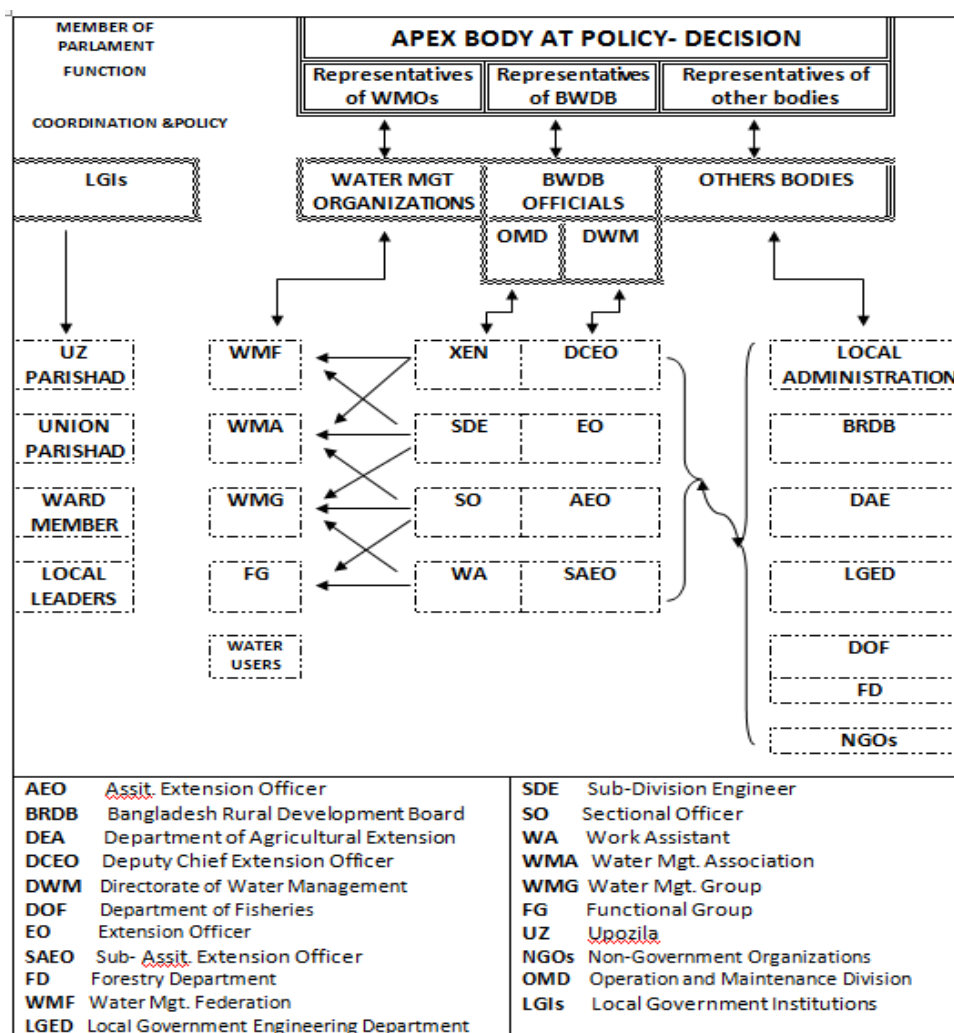 MEMBER OF
PARLAMENT
FUNCTION
COORDINATION &POLICY
APEX BODY AT POLICY- DECISION
Representatives
of WMOs
Representatives
of BWDB
Representatives of
other bodies
LGIs
WATER MGT
ORGANIZATIONS
BWDB
OFFICIALS
OTHERS BODIES
OMD
DWM
UZ
PARISHAD
WMF
XEN
DCEO
LOCAL
ADMINISTRATION
UNION
PARISHAD
WMA
SDE
EO
BRDB
WARD
MEMBER
WMG
SO
AEO
DAE
LOCAL
LEADERS
FG
WA
SAEO
LGED
WATER
USERS
DOF
FD
NGOs
AEO Assit. Extension Officer
BRDB Bangladesh Rural Development Board
DEA Department of Agricultural Extension
DCEO Deputy Chief Extension Officer
DWM Directorate of Water Management
DOF Department of Fisheries
EO Extension Officer
SAEO Sub- Assit. Extension Officer
FD Forestry Department
WMF Water Mgt. Federation
LGED Local Government Engineering Department
SDE Sub-Division Engineer
SO Sectional Officer
WA Work Assistant
WMA Water Mgt. Association
WMG Water Mgt. Group
FG Functional Group
UZ Upozila
NGOs Non-Government Organizations
OMD Operation and Maintenance Division
LGIs Local Government Institutions